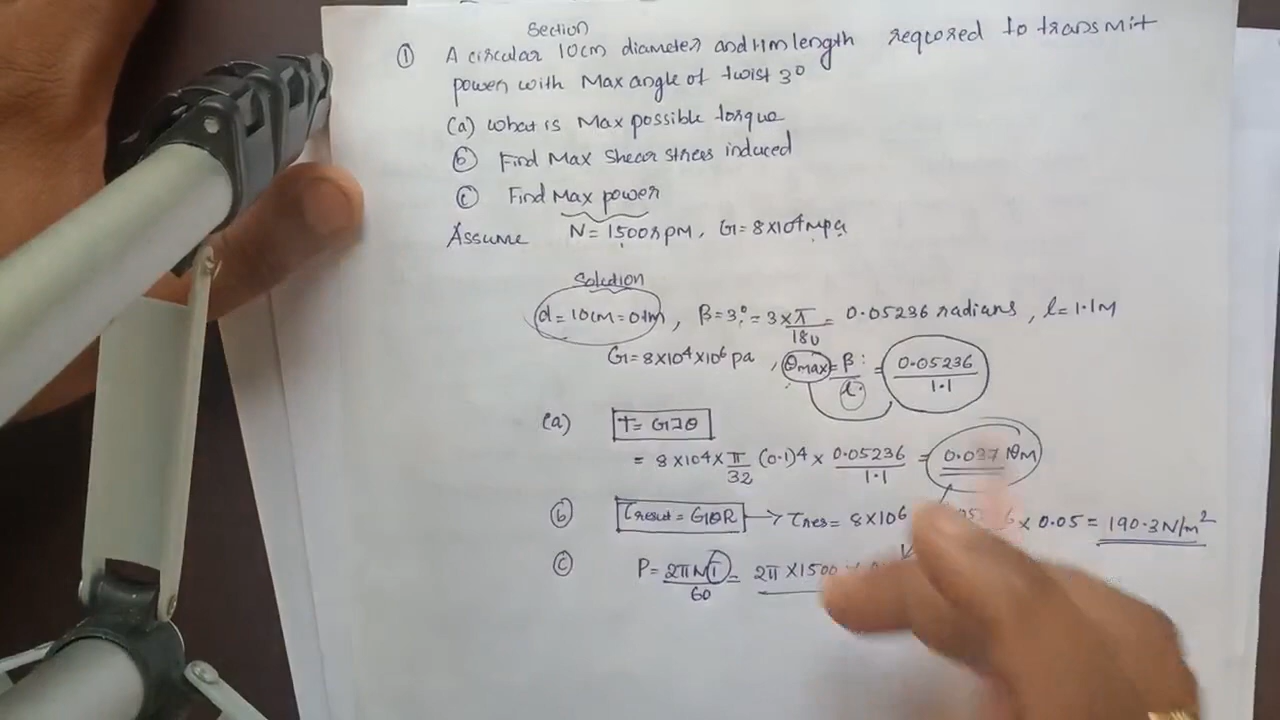 Section
① A circular 10cm diameter and 1.1m length required to transmit
power with Max angle of twist 3°
(a) What is Max possible torque
ⓑ Find Max Shear stress induced
ⓒ Find Max power
Assume N = 1500rpm, G = 8×10⁴Mpa
Solution
d = 10cm = 0.1m, β = 3° = 3 × π/180 = 0.05236 radians, l = 1.1M
G = 8×10⁴×10⁶ pa, θmax = β/l = 0.05236/1.1
(a) T = GJθ
= 8×10⁴ × π/32 (0.1)⁴ × 0.05236/1.1 = 0.037 NM
ⓑ τresult = GθR → τres = 8×10⁶ × 0.05 = 190.3 N/m²
ⓒ P = 2πNT/60 = 2π × 1500